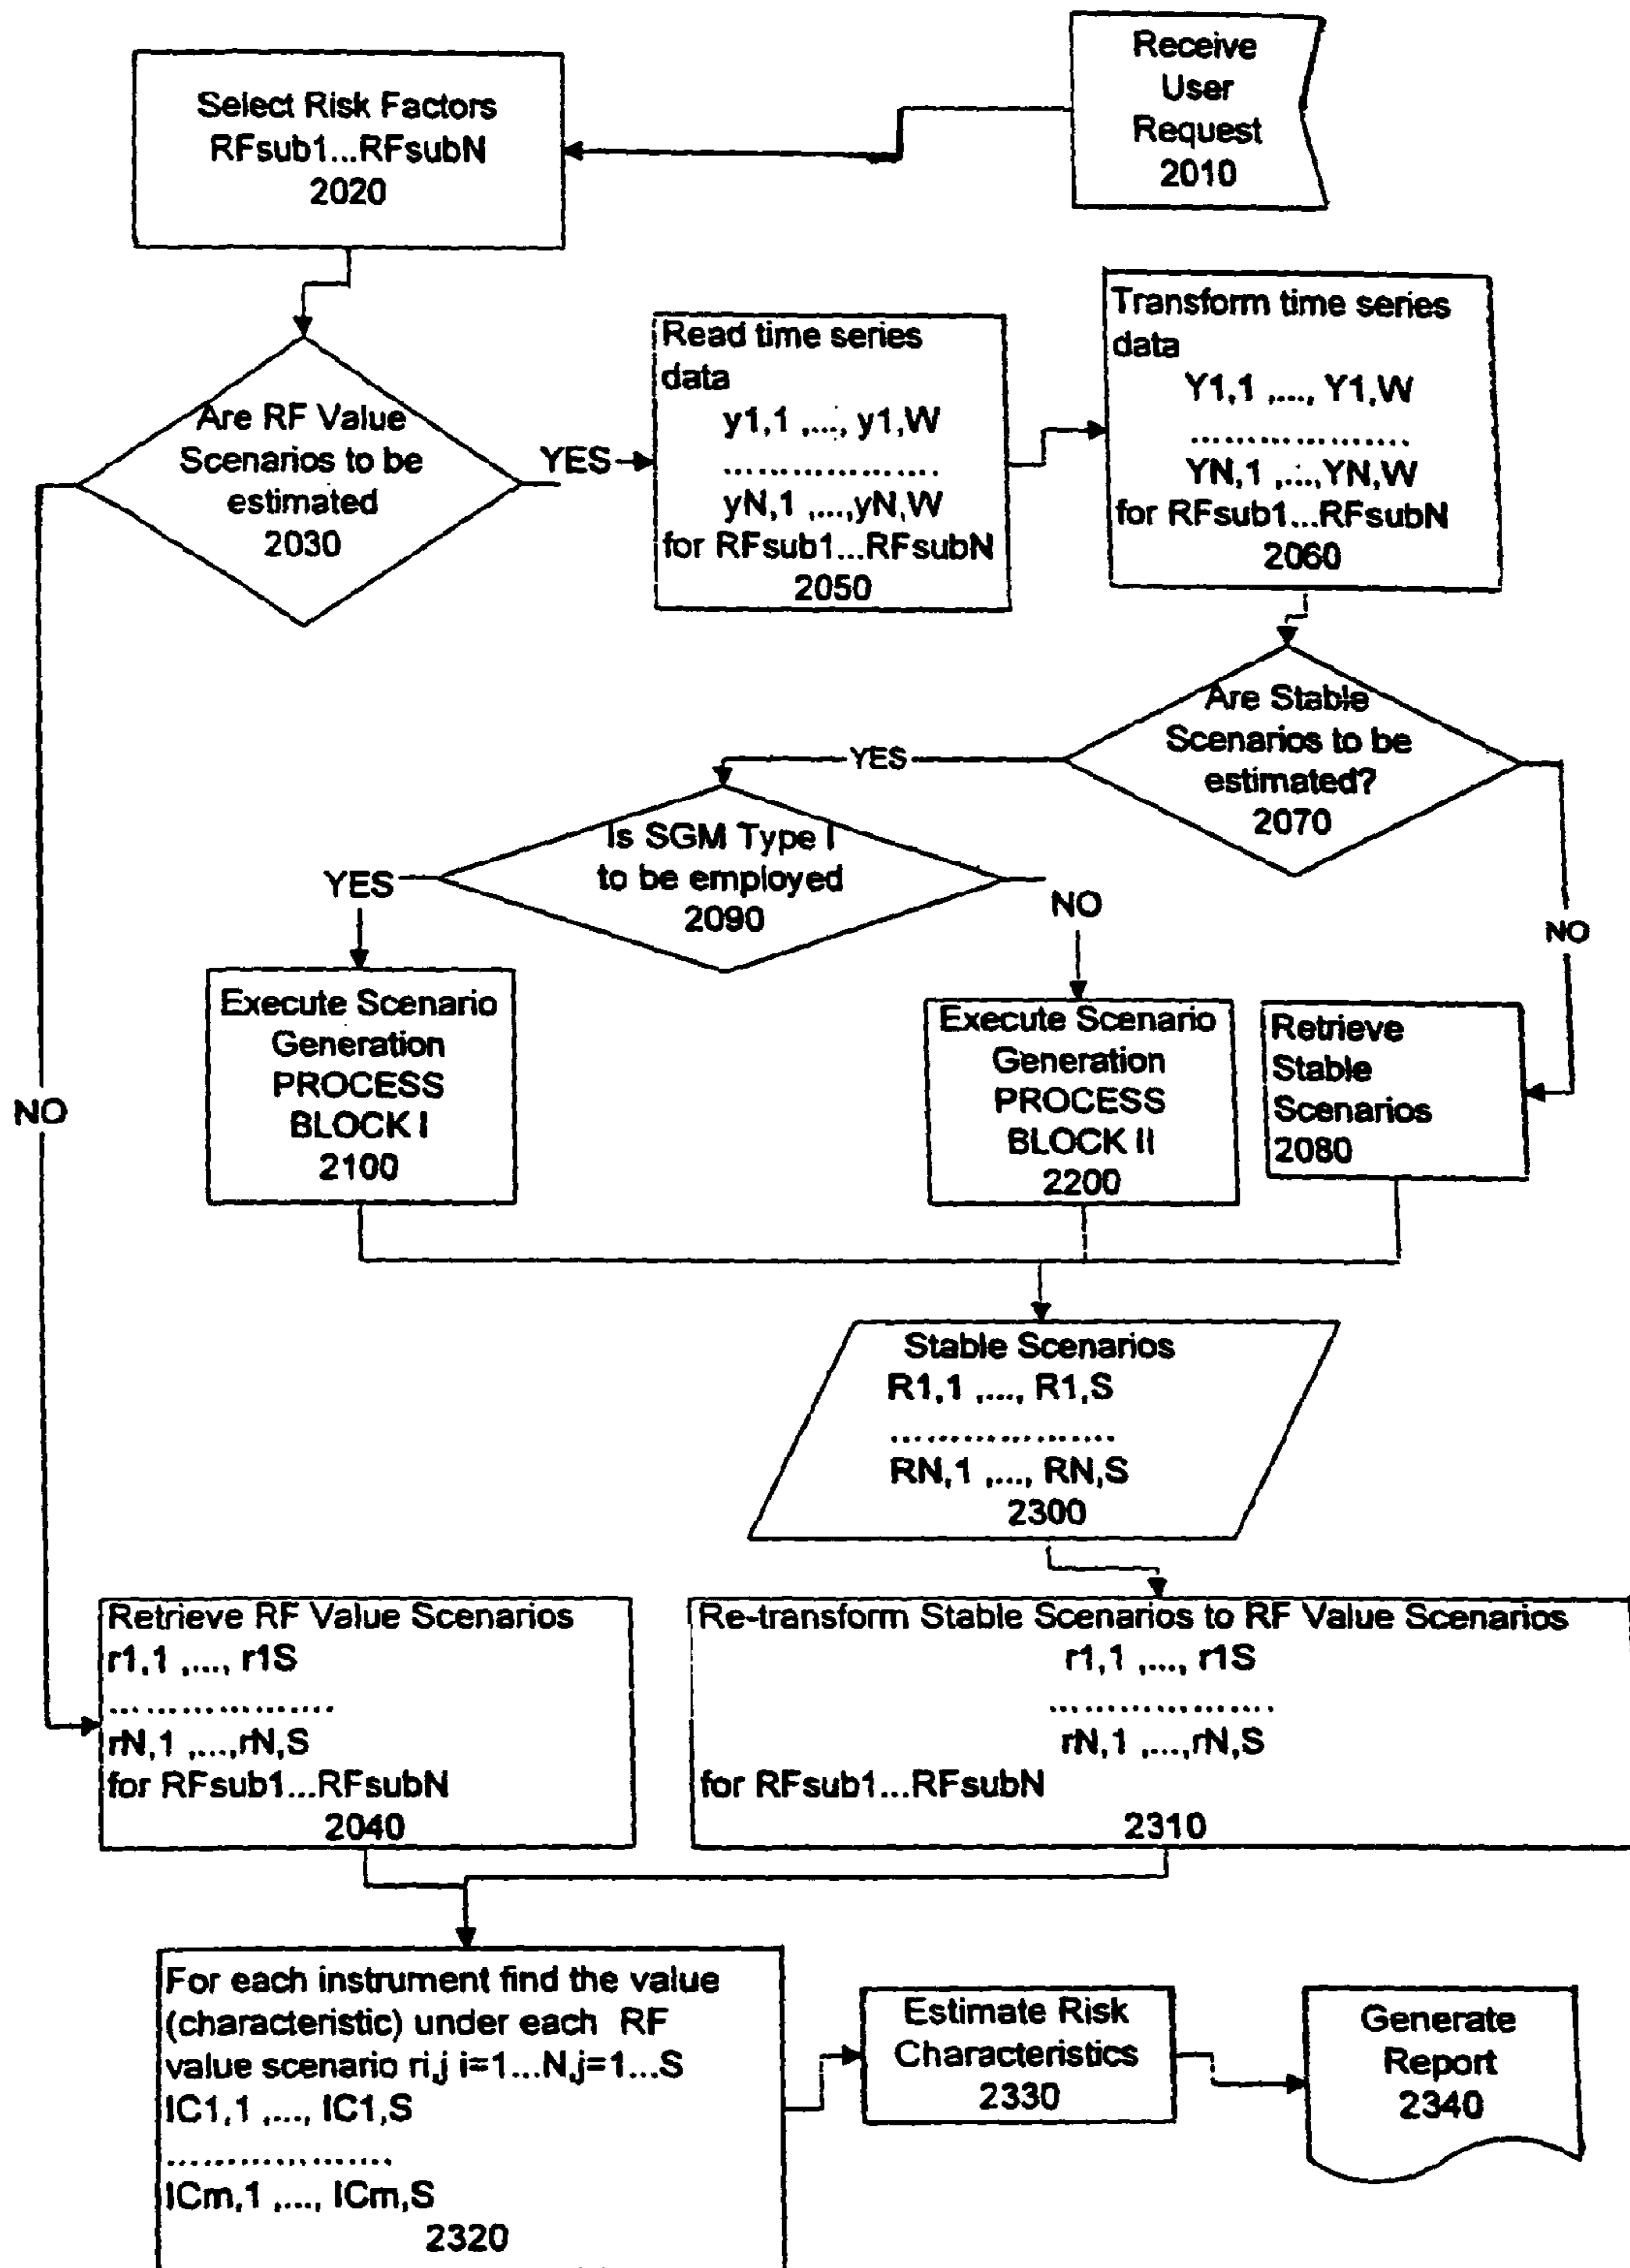 Receive
User
Request
2010
Select Risk Factors
RFsub1...RFsubN
2020
Are RF Value
Scenarios to be
estimated
2030
YES
Read time series
data
y1,1 ,..., y1,W
.....................
yN,1 ,...,yN,W
for RFsub1...RFsubN
2050
Transform time series
data
Y1,1 ,..., Y1,W
.....................
YN,1 ,...,YN,W
for RFsub1...RFsubN
2060
Are Stable
Scenarios to be
estimated?
2070
YES
NO
Is SGM Type I
to be employed
2090
YES
NO
Execute Scenario
Generation
PROCESS
BLOCK I
2100
Execute Scenario
Generation
PROCESS
BLOCK II
2200
Retrieve
Stable
Scenarios
2080
NO
Stable Scenarios
R1,1 ,..., R1,S
.....................
RN,1 ,..., RN,S
2300
Retrieve RF Value Scenarios
r1,1 ,..., r1S
.....................
rN,1 ,...,rN,S
for RFsub1...RFsubN
2040
Re-transform Stable Scenarios to RF Value Scenarios
r1,1 ,..., r1S
.....................
rN,1 ,...,rN,S
for RFsub1...RFsubN
2310
For each instrument find the value
(characteristic) under each RF
value scenario ri,j i=1...N,j=1...S
IC1,1 ,..., IC1,S
.....................
ICm,1 ,..., ICm,S
2320
Estimate Risk
Characteristics
2330
Generate
Report
2340